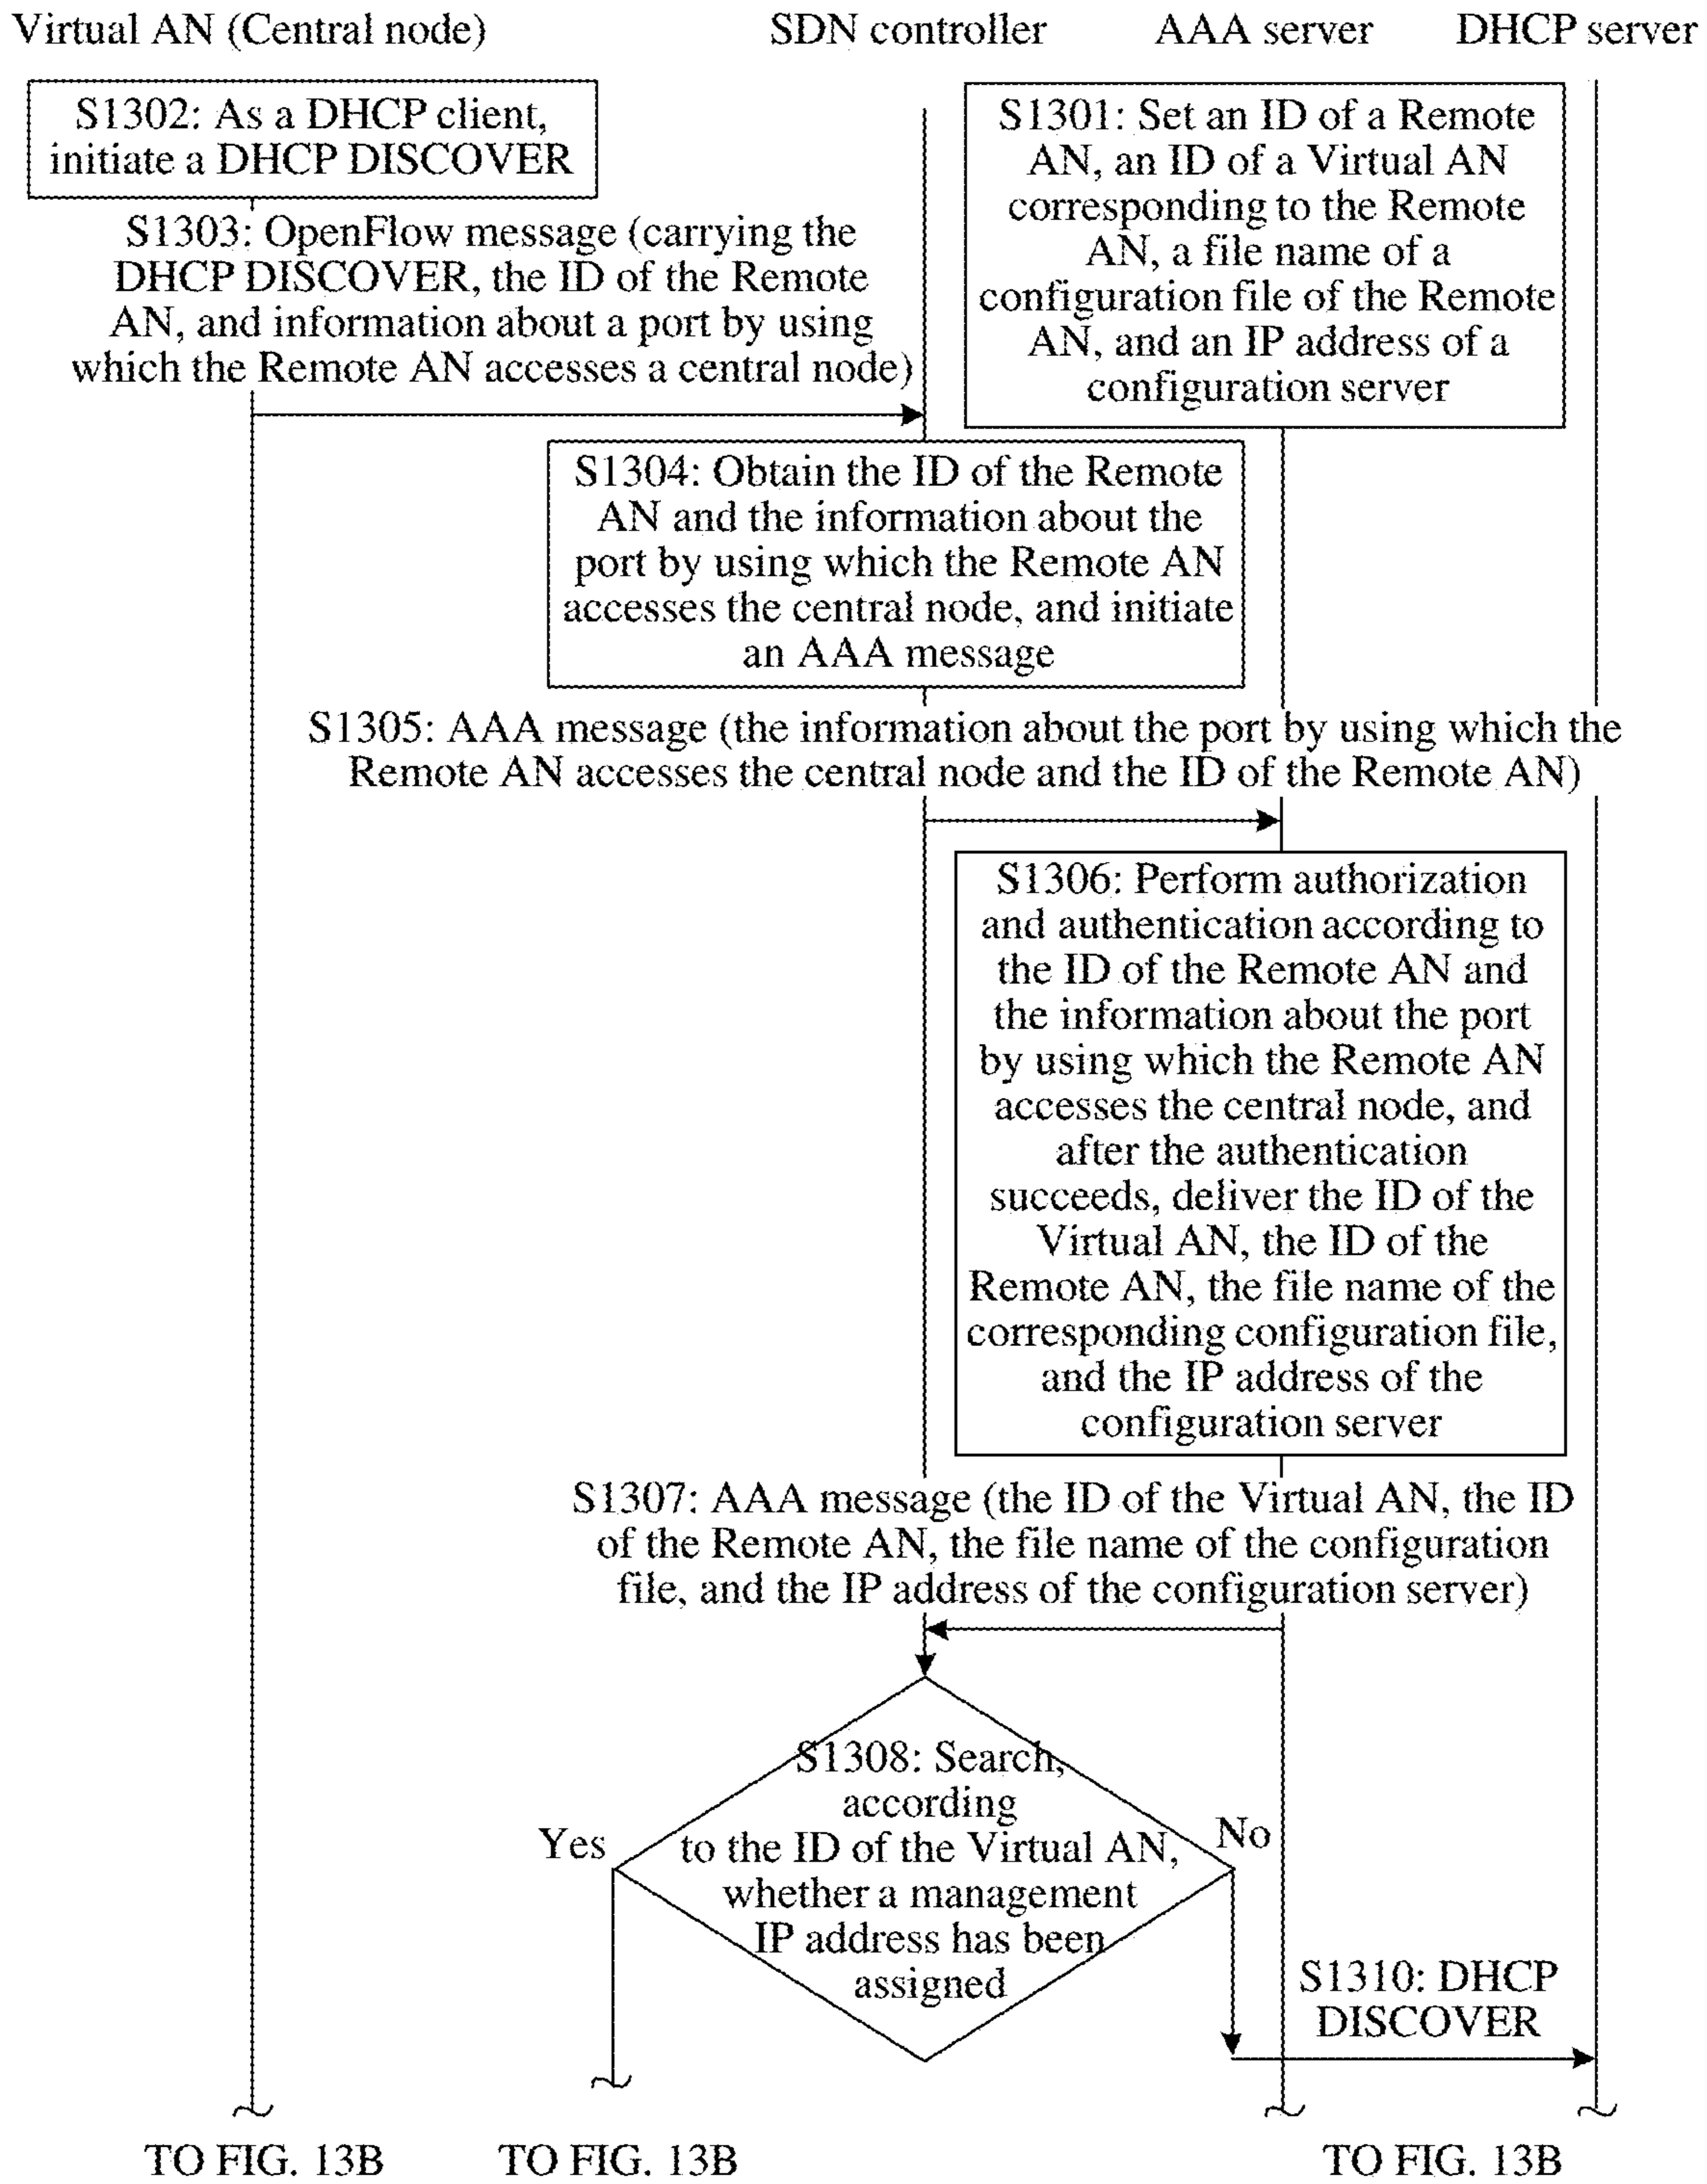 Virtual AN (Central node)
SDN controller
AAA server
DHCP server
S1302: As a DHCP client,
initiate a DHCP DISCOVER
S1301: Set an ID of a Remote
AN, an ID of a Virtual AN
corresponding to the Remote
AN, a file name of a
configuration file of the Remote
AN, and an IP address of a
configuration server
S1303: OpenFlow message (carrying the
DHCP DISCOVER, the ID of the Remote
AN, and information about a port by using
which the Remote AN accesses a central node)
S1304: Obtain the ID of the Remote
AN and the information about the
port by using which the Remote AN
accesses the central node, and initiate
an AAA message
S1305: AAA message (the information about the port by using which the
Remote AN accesses the central node and the ID of the Remote AN)
S1306: Perform authorization
and authentication according to
the ID of the Remote AN and
the information about the port
by using which the Remote AN
accesses the central node, and
after the authentication
succeeds, deliver the ID of the
Virtual AN, the ID of the
Remote AN, the file name of the
corresponding configuration file,
and the IP address of the
configuration server
S1307: AAA message (the ID of the Virtual AN, the ID
of the Remote AN, the file name of the configuration
file, and the IP address of the configuration server)
S1308: Search,
according
to the ID of the Virtual AN,
whether a management
IP address has been
assigned
Yes
No
S1310: DHCP
DISCOVER
TO FIG. 13B
TO FIG. 13B
TO FIG. 13B